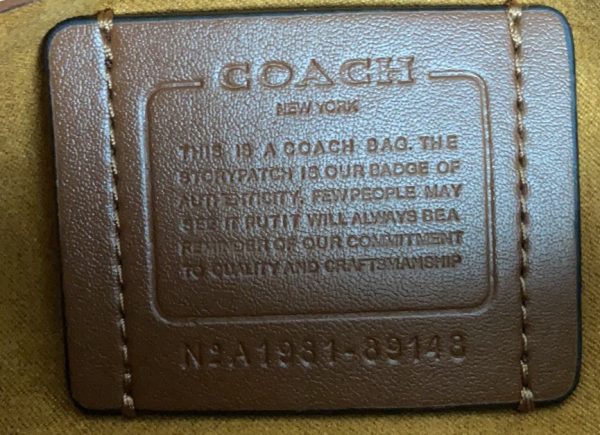 COACH
NEW YORK
THIS IS A COACH BAG. THE
STORYPATCH IS OUR BADGE OF
AUTHENTICITY. FEW PEOPLE MAY
SEE IT BUT IT WILL ALWAYS BE A
REMINDER OF OUR COMMITMENT
TO QUALITY AND CRAFTSMANSHIP
No A1981-89148